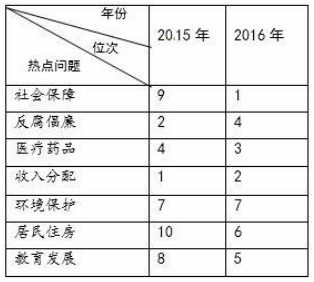 年份
位次
热点问题
20.15年 2016年
社会保障 9 1
反腐倡廉 2 4
医疗药品 4 3
收入分配 1 2
环境保护 7 7
居民住房 10 6
教育发展 8 5